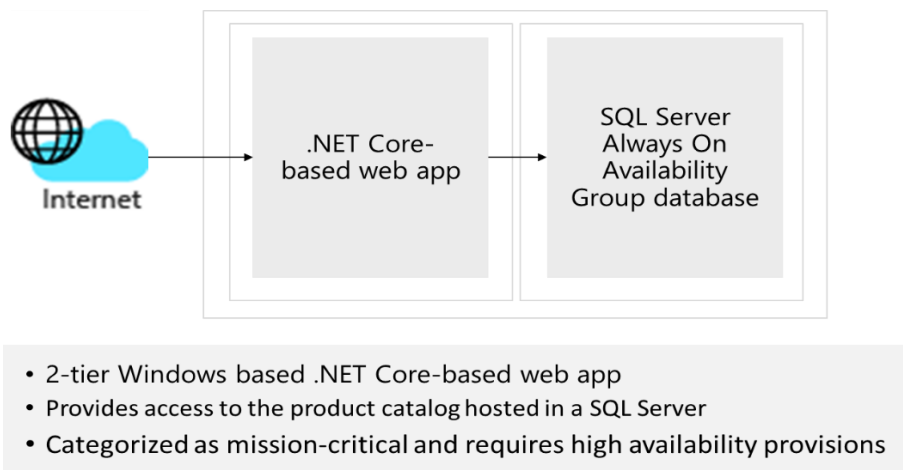 Internet
.NET Core-
based web app
SQL Server
Always On
Availability
Group database
• 2-tier Windows based .NET Core-based web app
• Provides access to the product catalog hosted in a SQL Server
• Categorized as mission-critical and requires high availability provisions